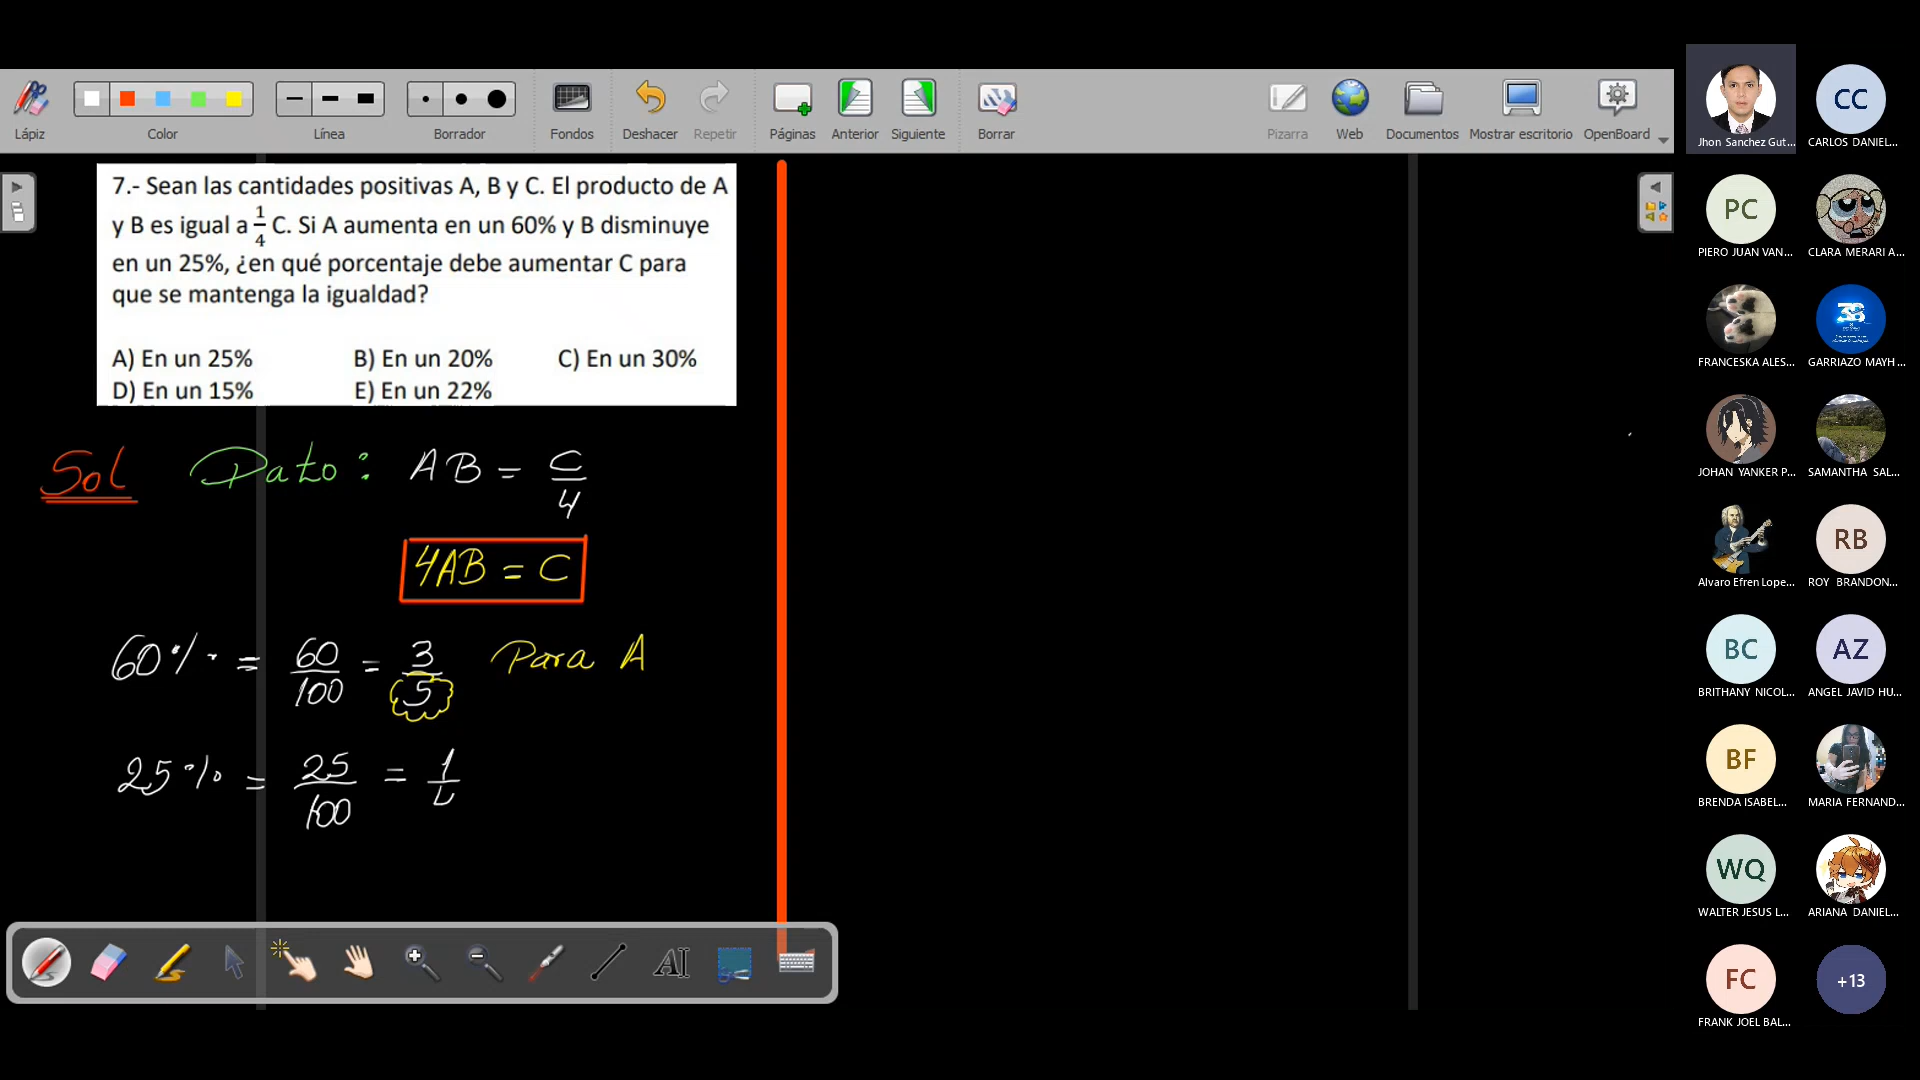 Lápiz
Color
Línea
Borrador
Fondos
Deshacer
Repetir
Páginas
Anterior
Siguiente
Borrar
Pizarra
Web
Documentos
Mostrar escritorio
OpenBoard
7.- Sean las cantidades positivas A, B y C. El producto de A
y B es igual a 1/4 C. Si A aumenta en un 60% y B disminuye
en un 25%, ¿en qué porcentaje debe aumentar C para
que se mantenga la igualdad?
A) En un 25% B) En un 20% C) En un 30%
D) En un 15% E) En un 22%
Sol Dato: AB = C/4
4AB = C
60% = 60/100 = 3/5 Para A
25% = 25/100 = 1/
Jhon Sanchez Gut...
CC
CARLOS DANIEL...
PC
PIERO JUAN VAN...
CLARA MERARI A...
FRANCESKA ALES...
GARRIAZO MAYH...
JOHAN YANKER P...
SAMANTHA SAL...
Alvaro Efren Lope...
RB
ROY BRANDON...
BC
BRITHANY NICOL...
AZ
ANGEL JAVID HU...
BF
BRENDA ISABEL...
MARIA FERNAND...
WQ
WALTER JESUS L...
ARIANA DANIEL...
FC
FRANK JOEL BAL...
+13